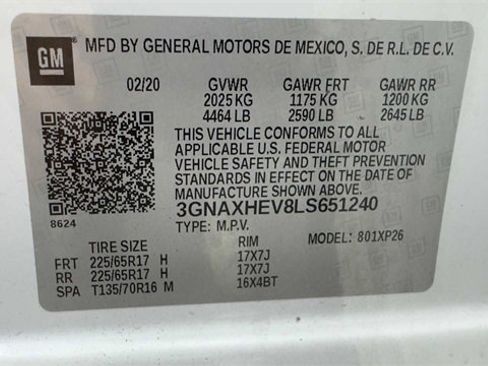 GM MFD BY GENERAL MOTORS DE MEXICO, S. DE R.L. DE C.V.
02/20 GVWR GAWR FRT GAWR RR
2025 KG 1175 KG 1200 KG
4464 LB 2590 LB 2645 LB
THIS VEHICLE CONFORMS TO ALL
APPLICABLE U.S. FEDERAL MOTOR
VEHICLE SAFETY AND THEFT PREVENTION
STANDARDS IN EFFECT ON THE DATE OF
MANUFACTURE SHOWN ABOVE.
8624 3GNAXHEV8LS651240
TYPE: M.P.V. MODEL: 801XP26
TIRE SIZE RIM
FRT 225/65R17 H 17X7J
RR 225/65R17 H 17X7J
SPA T135/70R16 M 16X4BT